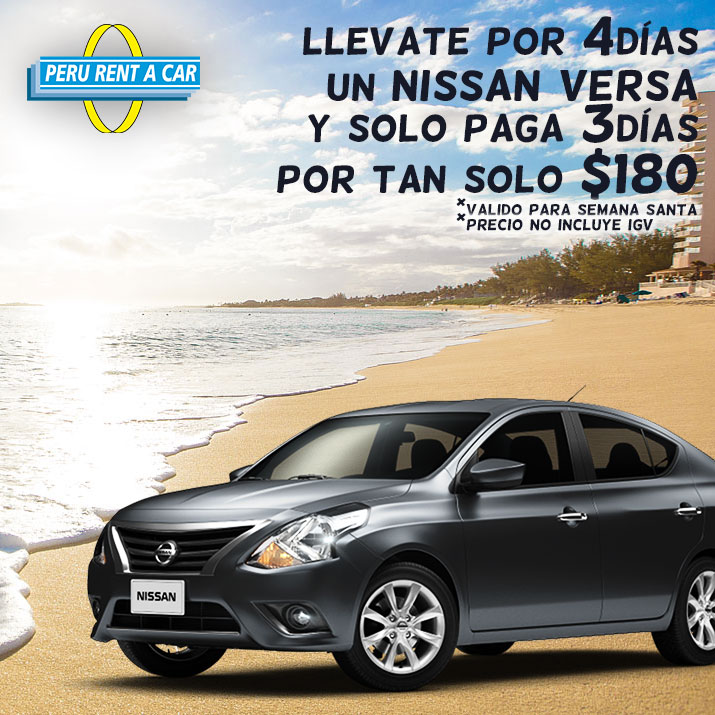 PERU RENT A CAR
LLEVATE POR 4DÍAS
UN NISSAN VERSA
Y SOLO PAGA 3DÍAS
POR TAN SOLO $180
*VALIDO PARA SEMANA SANTA
*PRECIO NO INCLUYE IGV
NISSAN